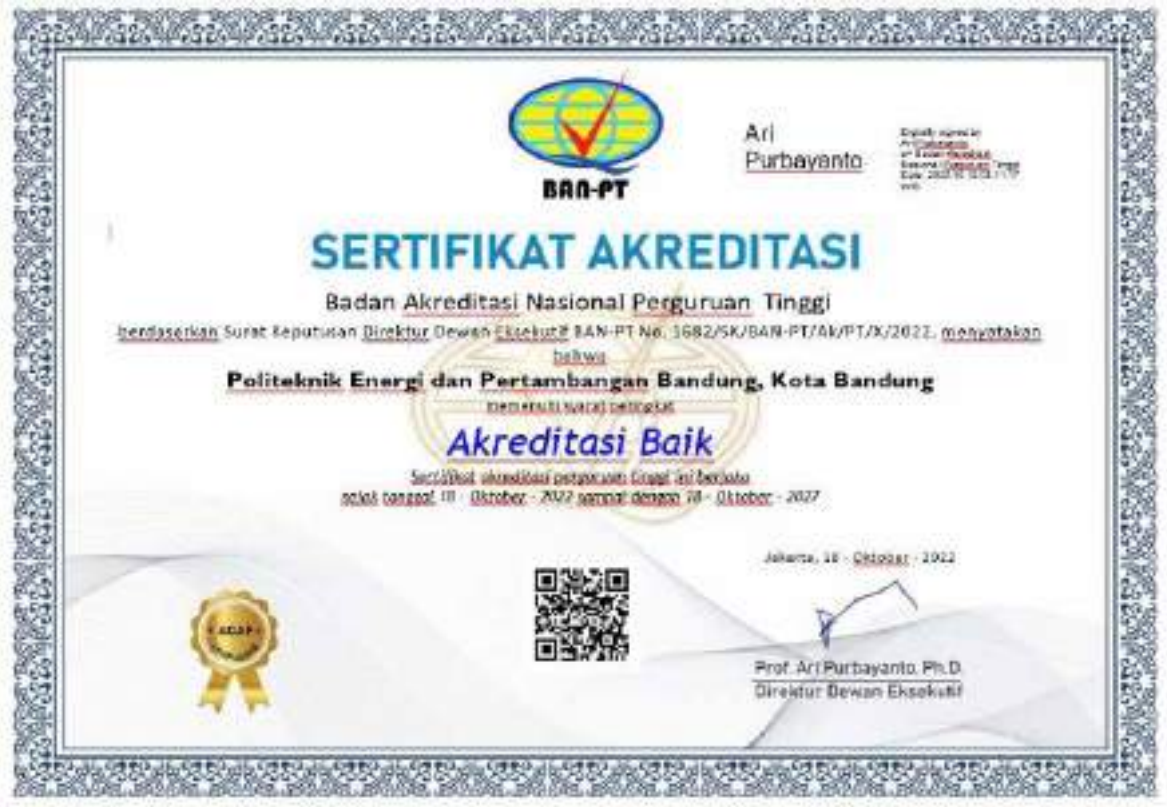 BAN-PT
Ari
Purbayanto
SERTIFIKAT AKREDITASI
Badan Akreditasi Nasional Perguruan Tinggi
berdasarkan Surat Keputusan Direktur Dewan Eksekutif BAN-PT No. 1682/SK/BAN-PT/Ak/PT/X/2022, menyatakan
bahwa
Politeknik Energi dan Pertambangan Bandung, Kota Bandung
memenuhi syarat peringkat
Akreditasi Baik
Sertifikat akreditasi perguruan tinggi ini berlaku
sejak tanggal 18 - Oktober - 2022 sampai dengan 18 - Oktober - 2027
Jakarta, 18 - Oktober - 2022
Prof. Ari Purbayanto, Ph.D
Direktur Dewan Eksekutif